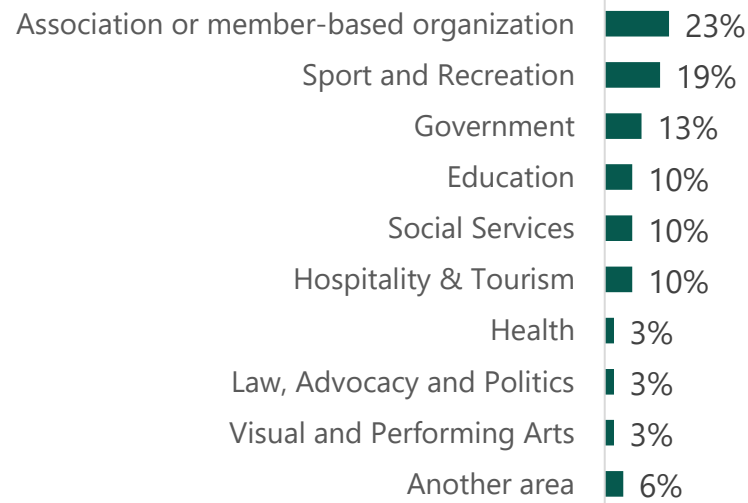 Association or member-based organization 23%
Sport and Recreation 19%
Government 13%
Education 10%
Social Services 10%
Hospitality & Tourism 10%
Health 3%
Law, Advocacy and Politics 3%
Visual and Performing Arts 3%
Another area 6%